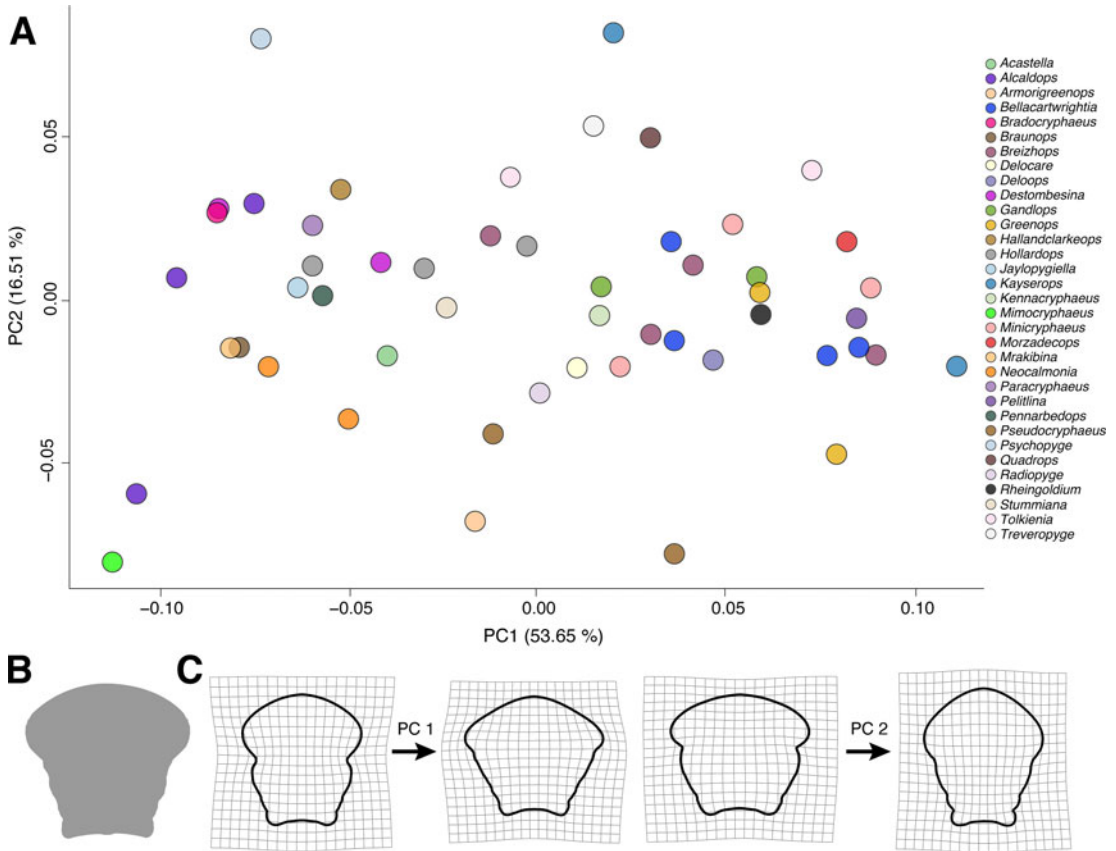 A
PC2 (16.51 %)
0.05
0.00
−0.05
−0.10
−0.05
0.00
0.05
0.10
PC1 (53.65 %)
Acastella
Alcaldops
Armorigreenops
Bellacartwrightia
Bradocryphaeus
Braunops
Breizhops
Delocare
Deloops
Destombesina
Gandlops
Greenops
Hallandclarkeops
Hollardops
Jaylopygiella
Kayserops
Kennacryphaeus
Mimocryphaeus
Minicryphaeus
Morzadecops
Mrakibina
Neocalmonia
Paracryphaeus
Pelitlina
Pennarbedops
Pseudocryphaeus
Psychopyge
Quadrops
Radiopyge
Rheingoldium
Stummiana
Tolkienia
Treveropyge
B
C
PC 1
PC 2